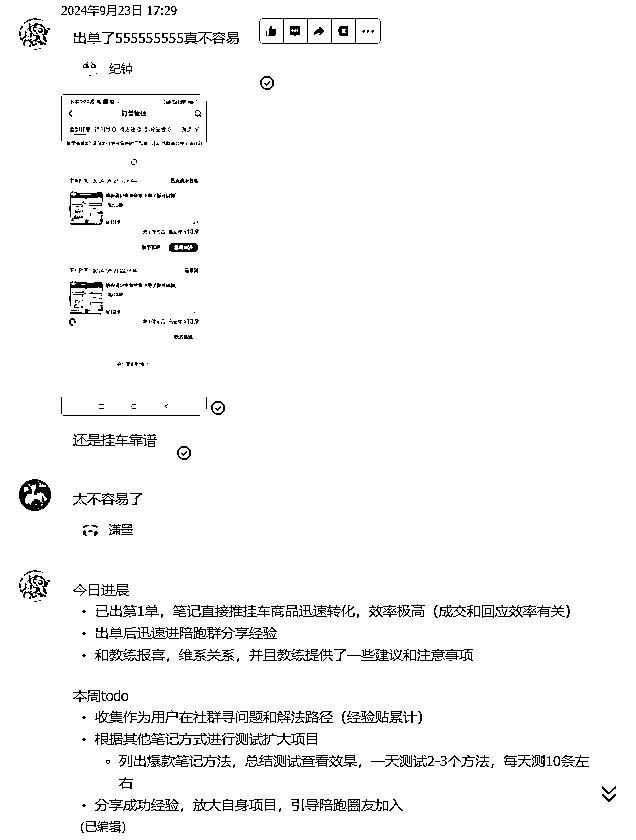 2024年9月23日 17:29
出单了555555555真不容易
纪钟
还是挂车靠谱
太不容易了
潇墨
今日进展
• 已出第1单，笔记直接推挂车商品迅速转化，效率极高（成交和回应效率有关）
• 出单后迅速进陪跑群分享经验
• 和教练报喜，维系关系，并且教练提供了一些建议和注意事项
本周todo
• 收集作为用户在社群寻问题和解法路径（经验贴累计）
• 根据其他笔记方式进行测试扩大项目
◦ 列出爆款笔记方法，总结测试查看效果，一天测试2-3个方法，每天测10条左
右
• 分享成功经验，放大自身项目，引导陪跑圈友加入
(已编辑)